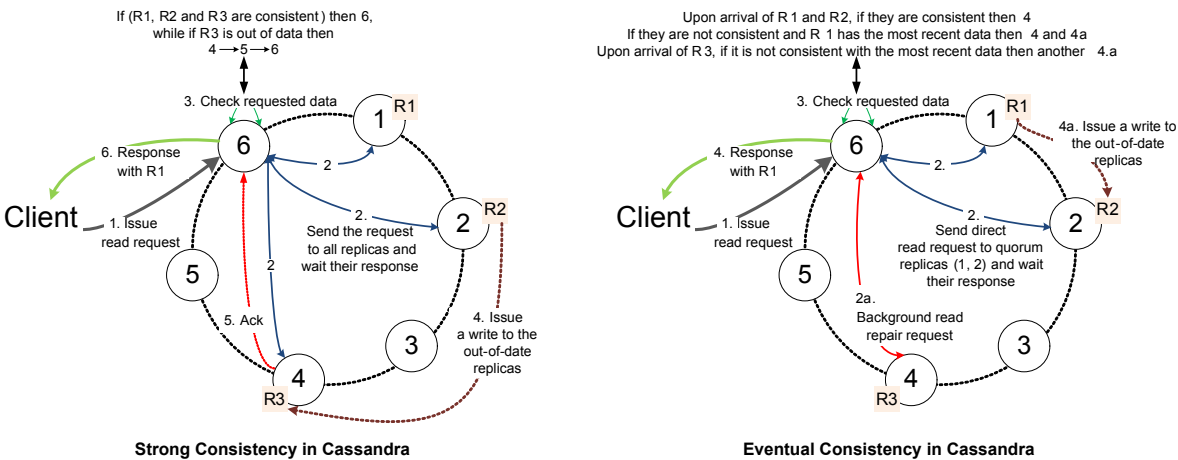 If (R1, R2 and R3 are consistent) then 6,
while if R3 is out of data then
4 → 5 → 6
3. Check requested data
R1
1
6
6. Response
with R1
2
Client
1. Issue
read request
2.
Send the request
to all replicas and
wait their response
2
R2
2
5
5. Ack
4. Issue
a write to the
out-of-date
replicas
3
4
R3
Strong Consistency in Cassandra
Upon arrival of R1 and R2, if they are consistent then 4
If they are not consistent and R1 has the most recent data then 4 and 4a
Upon arrival of R3, if it is not consistent with the most recent data then another 4.a
3. Check requested data
R1
1
4a. Issue a write to
the out-of-date
replicas
6
4. Response
with R1
2.
Client
1. Issue
read request
2.
Send direct
read request to quorum
replicas (1, 2) and wait
their response
2
R2
5
2a.
Background read
repair request
3
4
R3
Eventual Consistency in Cassandra